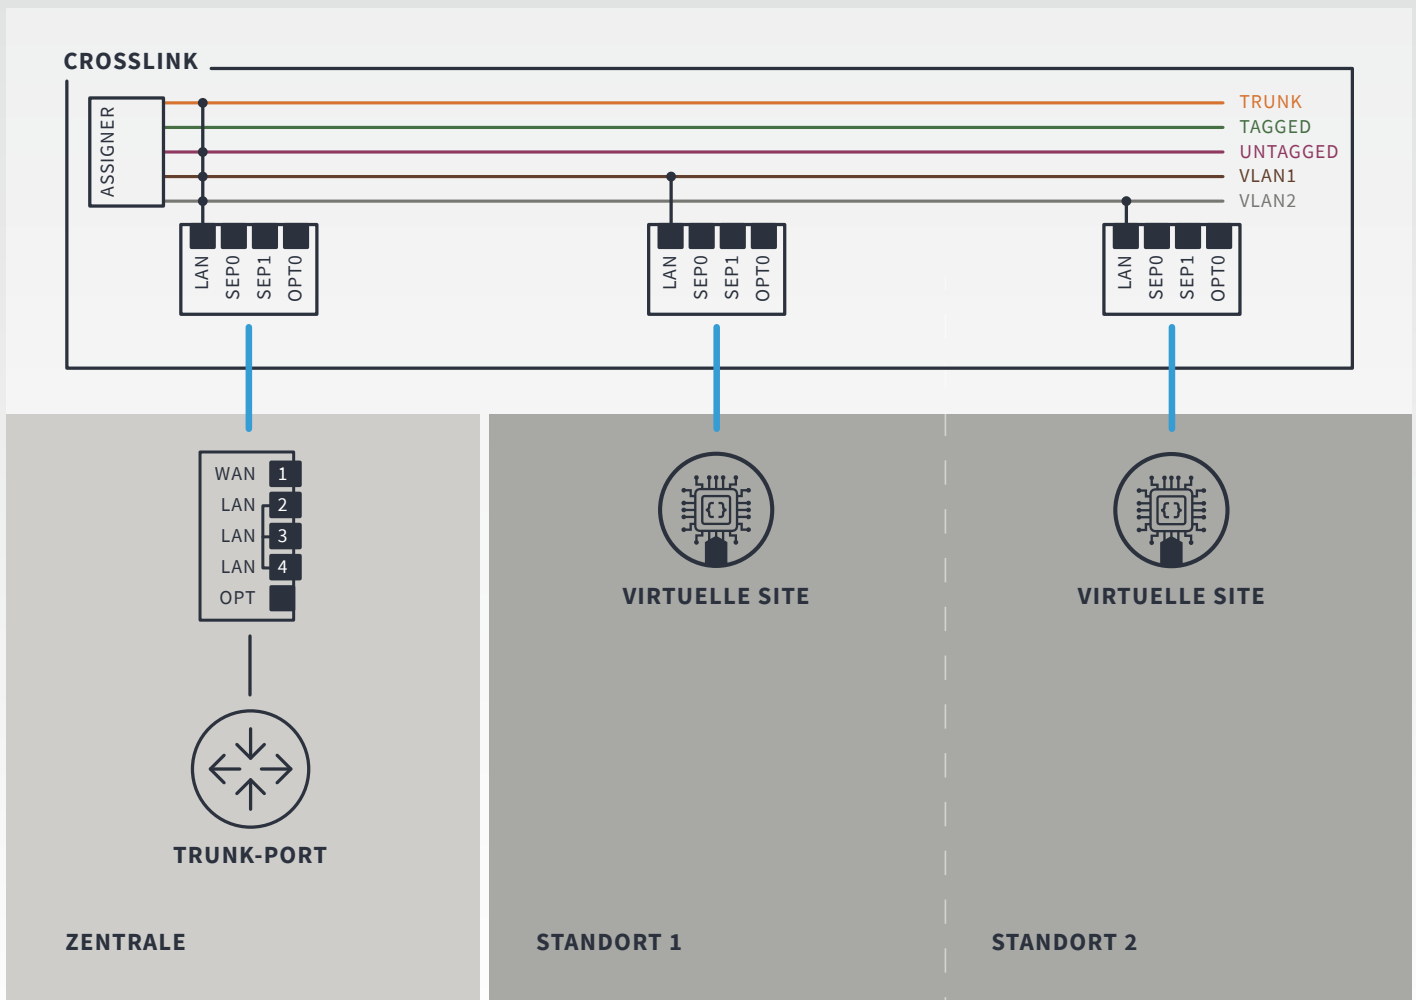 CROSSLINK
ASSIGNER
TRUNK
TAGGED
UNTAGGED
VLAN1
VLAN2
LAN SEP0 SEP1 OPT0
LAN SEP0 SEP1 OPT0
LAN SEP0 SEP1 OPT0
WAN 1
LAN 2
LAN 3
LAN 4
OPT
TRUNK-PORT
ZENTRALE
{ }
VIRTUELLE SITE
STANDORT 1
{ }
VIRTUELLE SITE
STANDORT 2